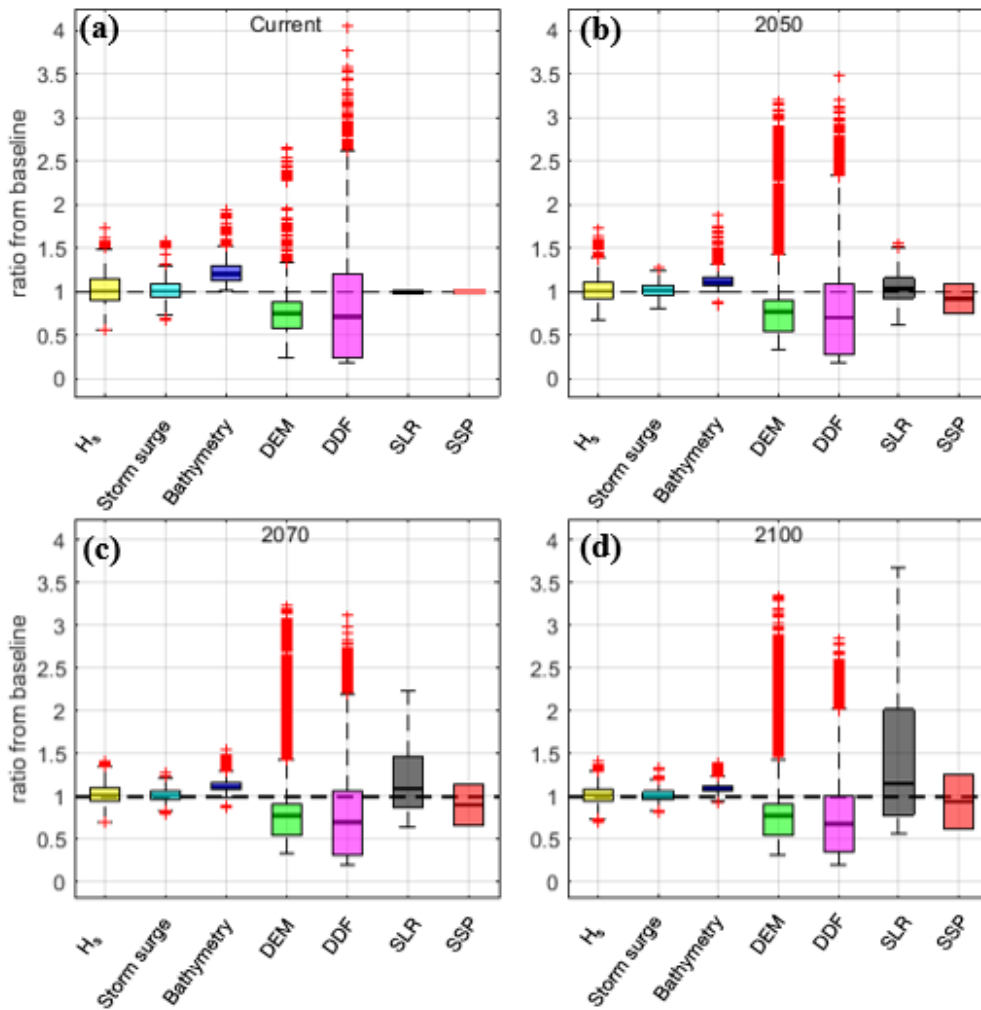 (a) Current
4
3.5
3
2.5
2
1.5
1
0.5
0
ratio from baseline
H_s
Storm surge
Bathymetry
DEM
DDF
SLR
SSP
(b) 2050
4
3.5
3
2.5
2
1.5
1
0.5
0
H_s
Storm surge
Bathymetry
DEM
DDF
SLR
SSP
(c) 2070
4
3.5
3
2.5
2
1.5
1
0.5
0
ratio from baseline
H_s
Storm surge
Bathymetry
DEM
DDF
SLR
SSP
(d) 2100
4
3.5
3
2.5
2
1.5
1
0.5
0
H_s
Storm surge
Bathymetry
DEM
DDF
SLR
SSP